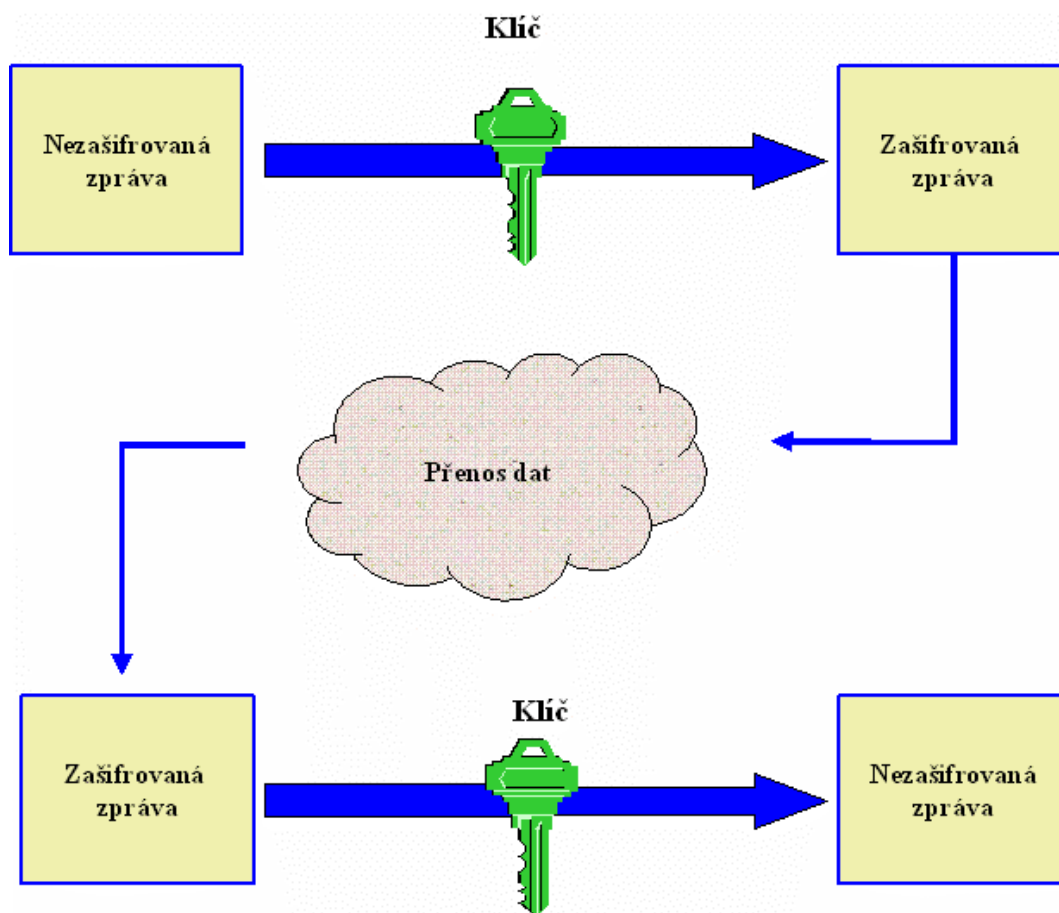 Klíč
Nezašifrovaná
zpráva
Zašifrovaná
zpráva
Přenos dat
Zašifrovaná
zpráva
Klíč
Nezašifrovaná
zpráva